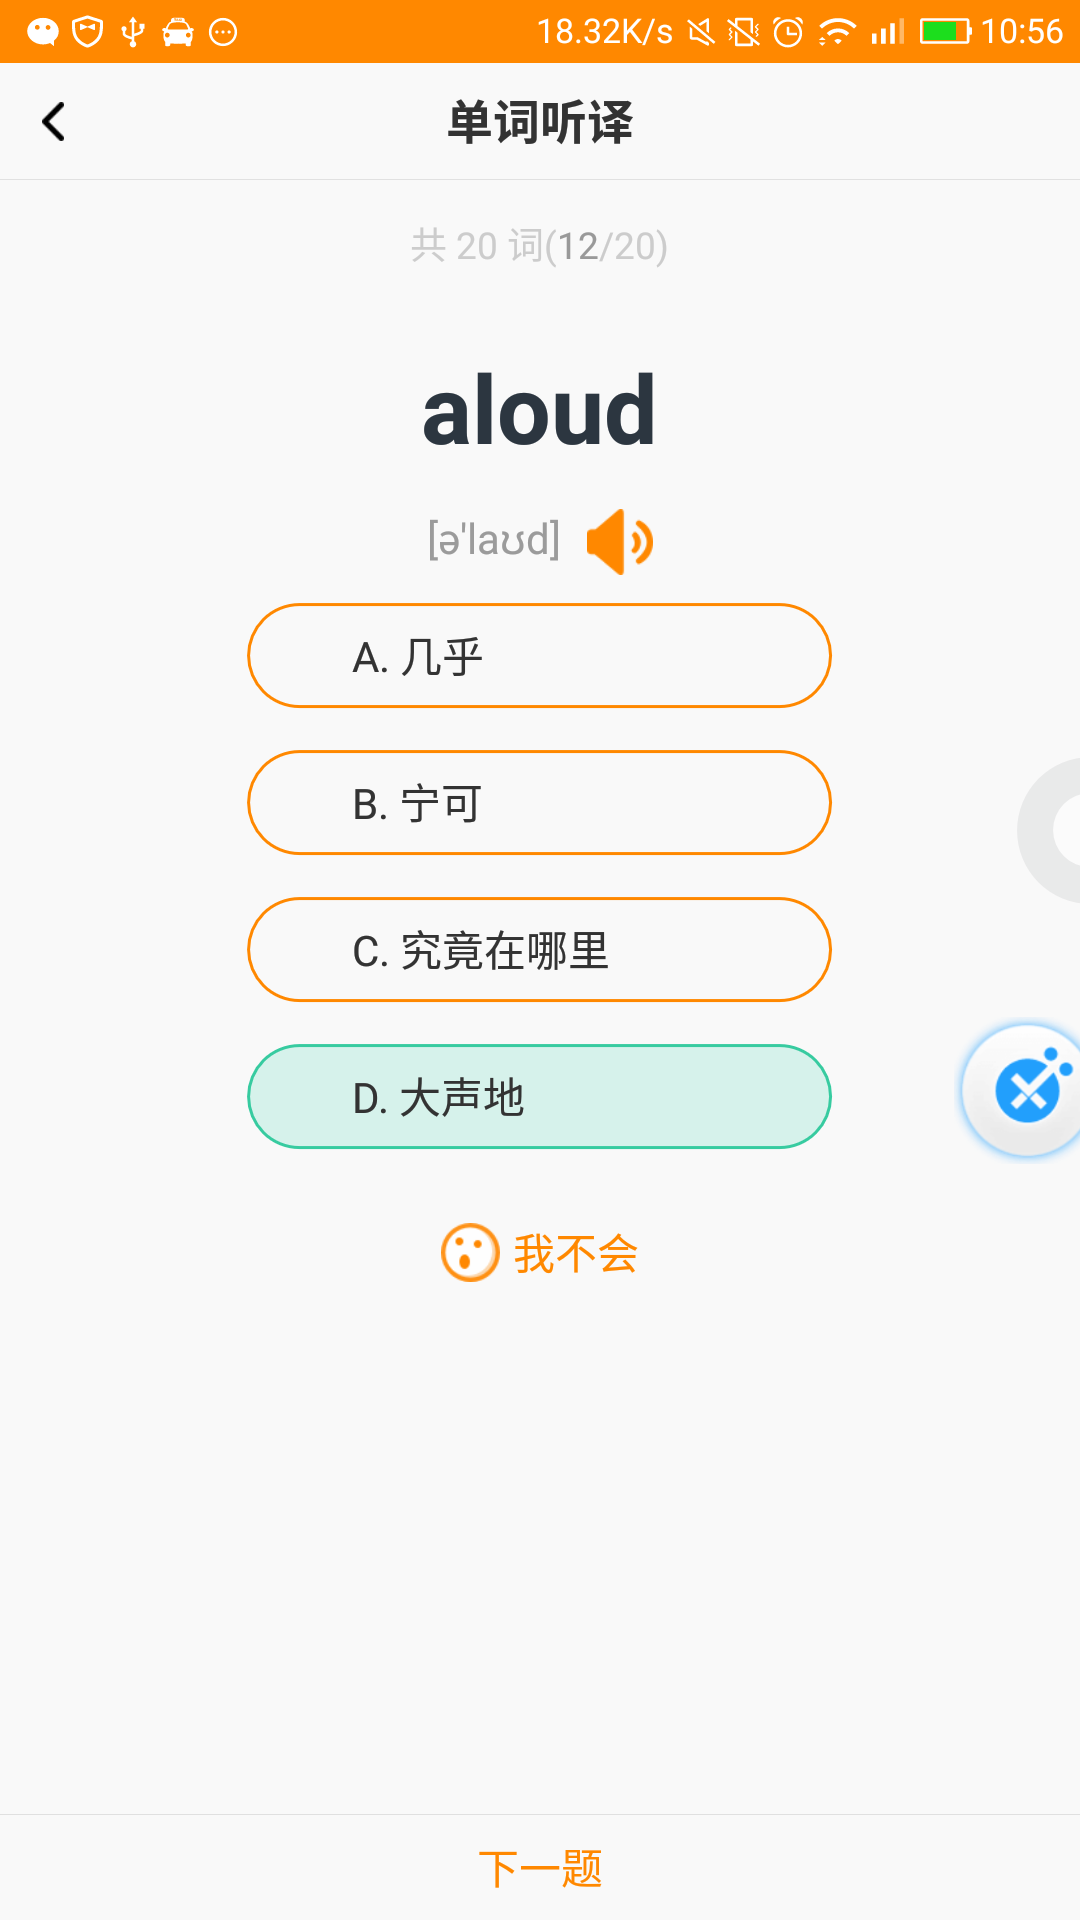 18.32K/s 10:56
单词听译
共 20 词(12/20)
aloud
[ə'laʊd]
A. 几乎
B. 宁可
C. 究竟在哪里
D. 大声地
我不会
下一题